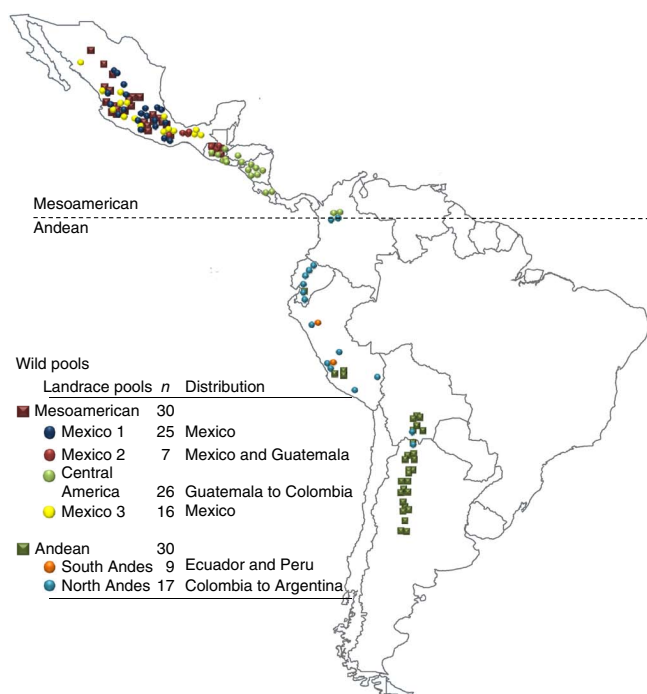 Mesoamerican
Andean
Wild pools
Landrace pools n Distribution
Mesoamerican 30
Mexico 1 25 Mexico
Mexico 2 7 Mexico and Guatemala
Central
America 26 Guatemala to Colombia
Mexico 3 16 Mexico
Andean 30
South Andes 9 Ecuador and Peru
North Andes 17 Colombia to Argentina